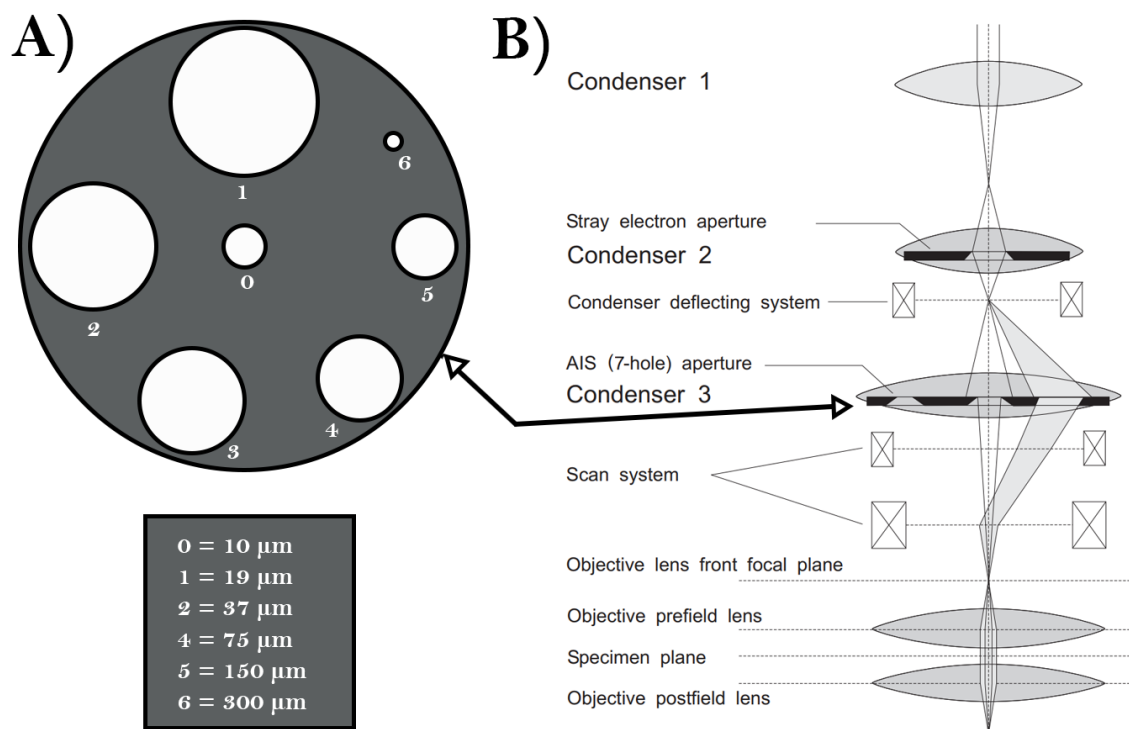 A)
1
6
2
0
5
3
4
0 = 10 µm
1 = 19 µm
2 = 37 µm
4 = 75 µm
5 = 150 µm
6 = 300 µm
B)
Condenser 1
Stray electron aperture
Condenser 2
Condenser deflecting system
AIS (7-hole) aperture
Condenser 3
Scan system
Objective lens front focal plane
Objective prefield lens
Specimen plane
Objective postfield lens